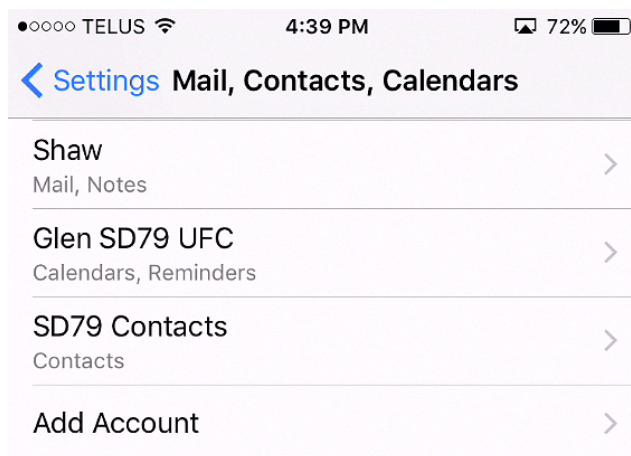 TELUS 4:39 PM 72%
Settings Mail, Contacts, Calendars
Shaw
Mail, Notes
Glen SD79 UFC
Calendars, Reminders
SD79 Contacts
Contacts
Add Account